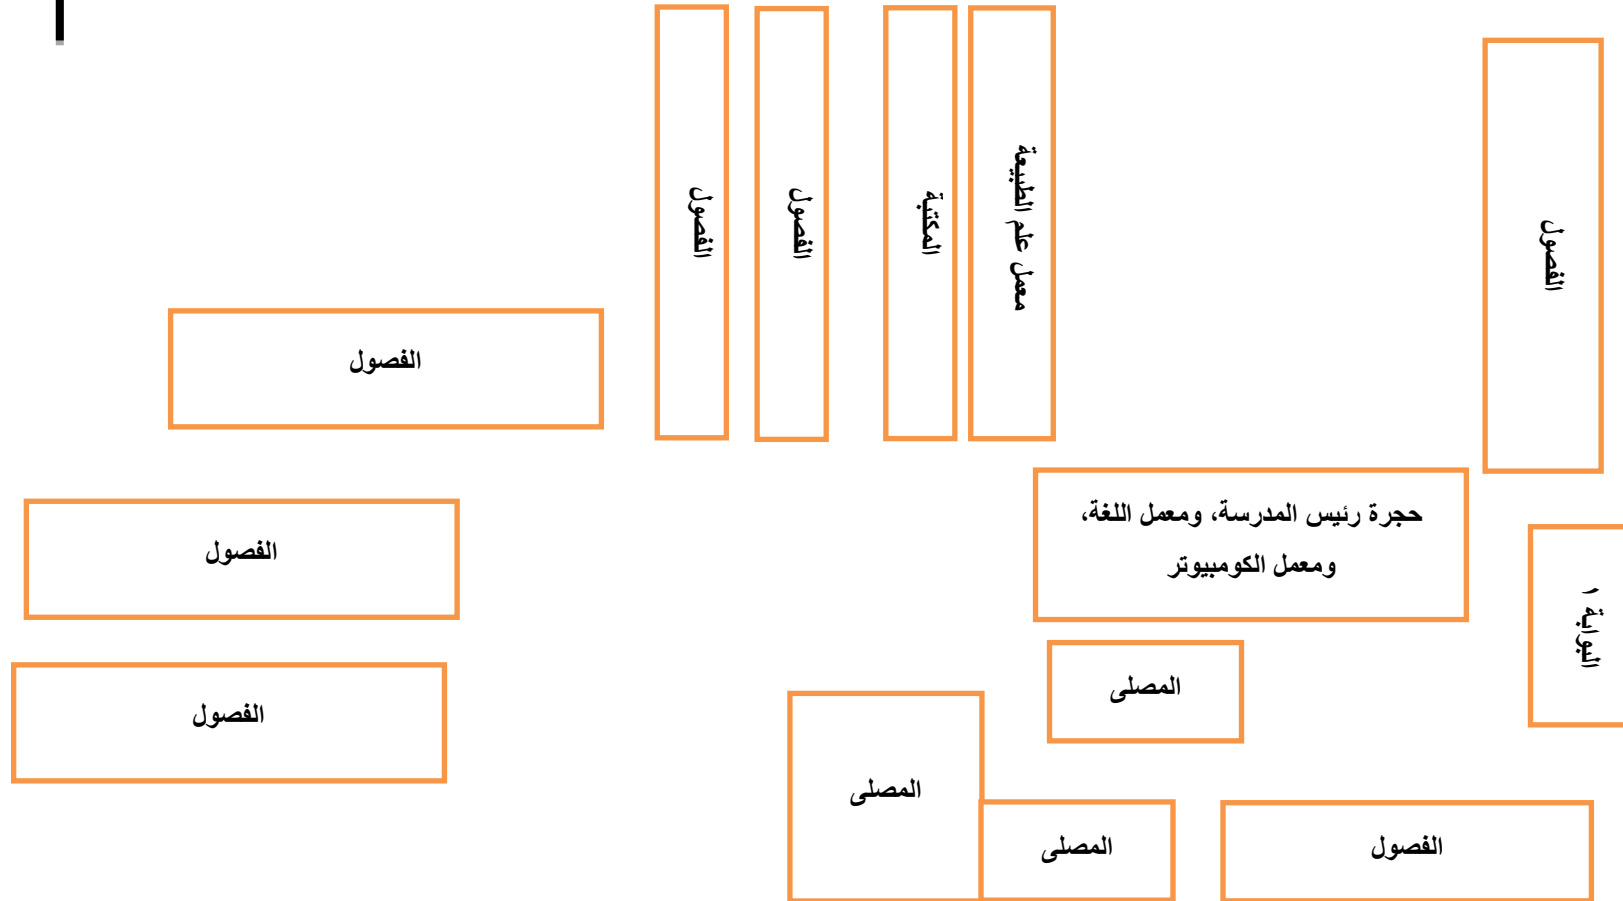 الفصول
معمل علم الطبيعة
المكتبة
الفصول
الفصول
الفصول
حجرة رئيس المدرسة، ومعمل اللغة،
ومعمل الكومبيوتر
الفصول
البوابة ١
المصلى
الفصول
المصلى
الفصول
المصلى